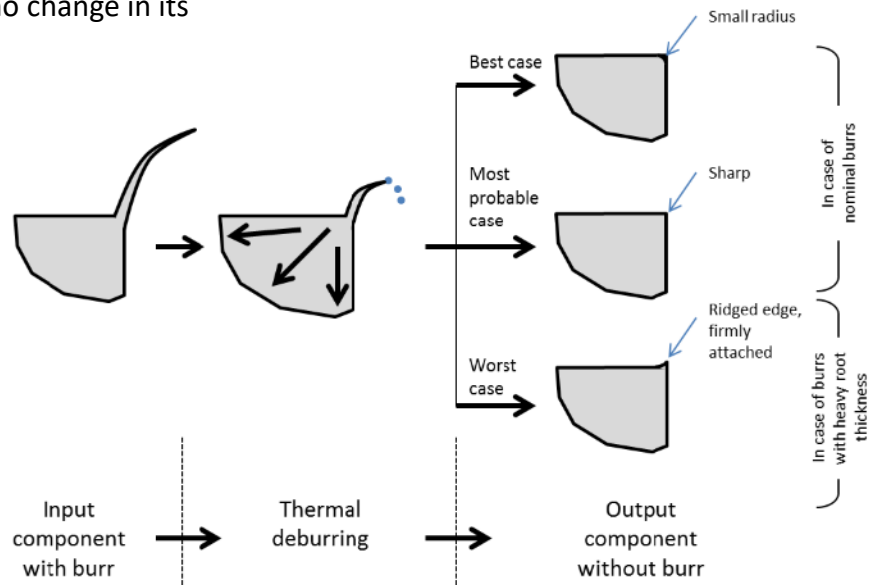 no change in its
Small radius
Best case
Most
probable
case
Sharp
In case of
nominal burrs
Ridged edge,
firmly
attached
Worst
case
In case of burrs
with heavy root
thickness
Input
component
with burr
Thermal
deburring
Output
component
without burr